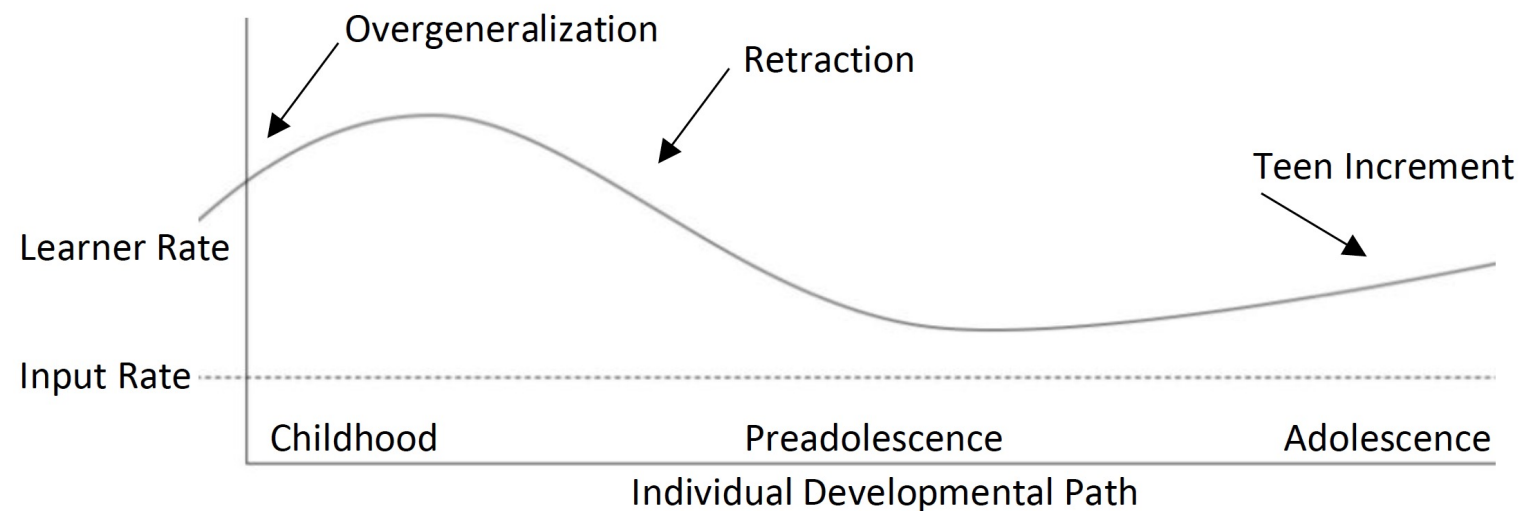 Overgeneralization
Retraction
Teen Increment
Learner Rate
Input Rate
Childhood
Preadolescence
Adolescence
Individual Developmental Path